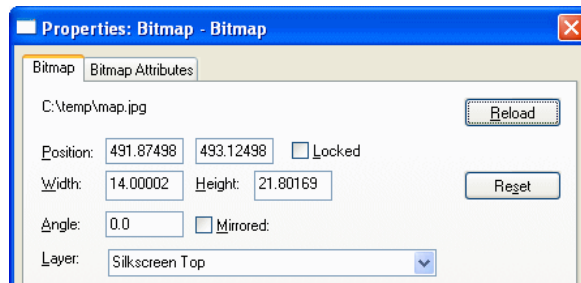 Properties: Bitmap - Bitmap
Bitmap Bitmap Attributes
C:\temp\map.jpg Reload
Position: 491.87498 493.12498 Locked
Width: 14.00002 Height: 21.80169 Reset
Angle: 0.0 Mirrored:
Layer: Silkscreen Top